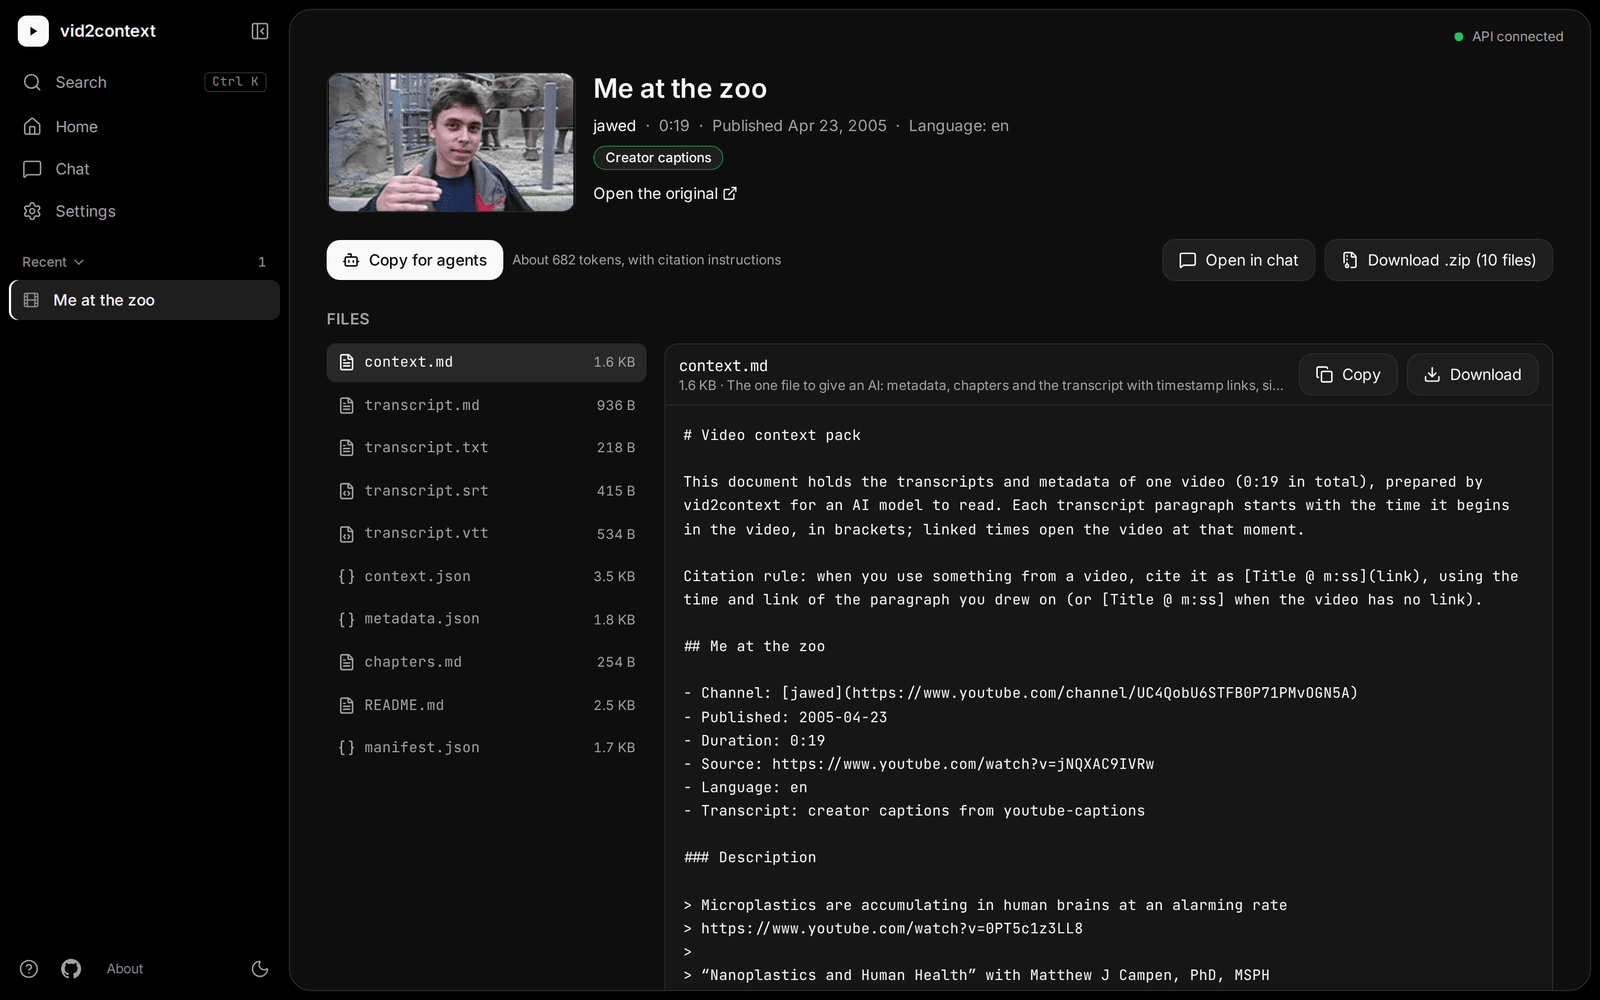 vid2context
Search
Ctrl K
Home
Chat
Settings
Recent
1
Me at the zoo
About
API connected
Me at the zoo
jawed · 0:19 · Published Apr 23, 2005 · Language: en
Creator captions
Open the original
Copy for agents
About 682 tokens, with citation instructions
Open in chat
Download .zip (10 files)
FILES
context.md 1.6 KB
transcript.md 936 B
transcript.txt 218 B
transcript.srt 415 B
transcript.vtt 534 B
context.json 3.5 KB
metadata.json 1.8 KB
chapters.md 254 B
README.md 2.5 KB
manifest.json 1.7 KB
context.md
1.6 KB · The one file to give an AI: metadata, chapters and the transcript with timestamp links, si...
Copy
Download
# Video context pack
This document holds the transcripts and metadata of one video (0:19 in total), prepared by
vid2context for an AI model to read. Each transcript paragraph starts with the time it begins
in the video, in brackets; linked times open the video at that moment.
Citation rule: when you use something from a video, cite it as [Title @ m:ss](link), using the
time and link of the paragraph you drew on (or [Title @ m:ss] when the video has no link).
## Me at the zoo
- Channel: [jawed](https://www.youtube.com/channel/UC4QobU6STFB0P71PMvOGN5A)
- Published: 2005-04-23
- Duration: 0:19
- Source: https://www.youtube.com/watch?v=jNQXAC9IVRw
- Language: en
- Transcript: creator captions from youtube-captions
### Description
> Microplastics are accumulating in human brains at an alarming rate
> https://www.youtube.com/watch?v=0PT5c1z3LL8
>
> “Nanoplastics and Human Health” with Matthew J Campen, PhD, MSPH